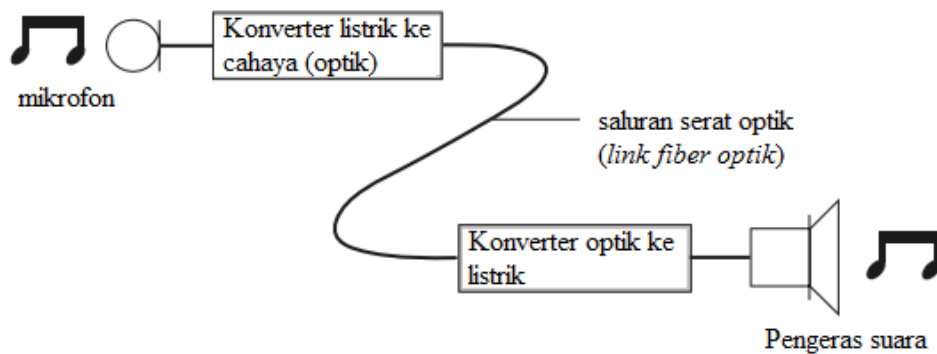 Konverter listrik ke
cahaya (optik)
mikrofon
saluran serat optik
(link fiber optik)
Konverter optik ke
listrik
Pengeras suara